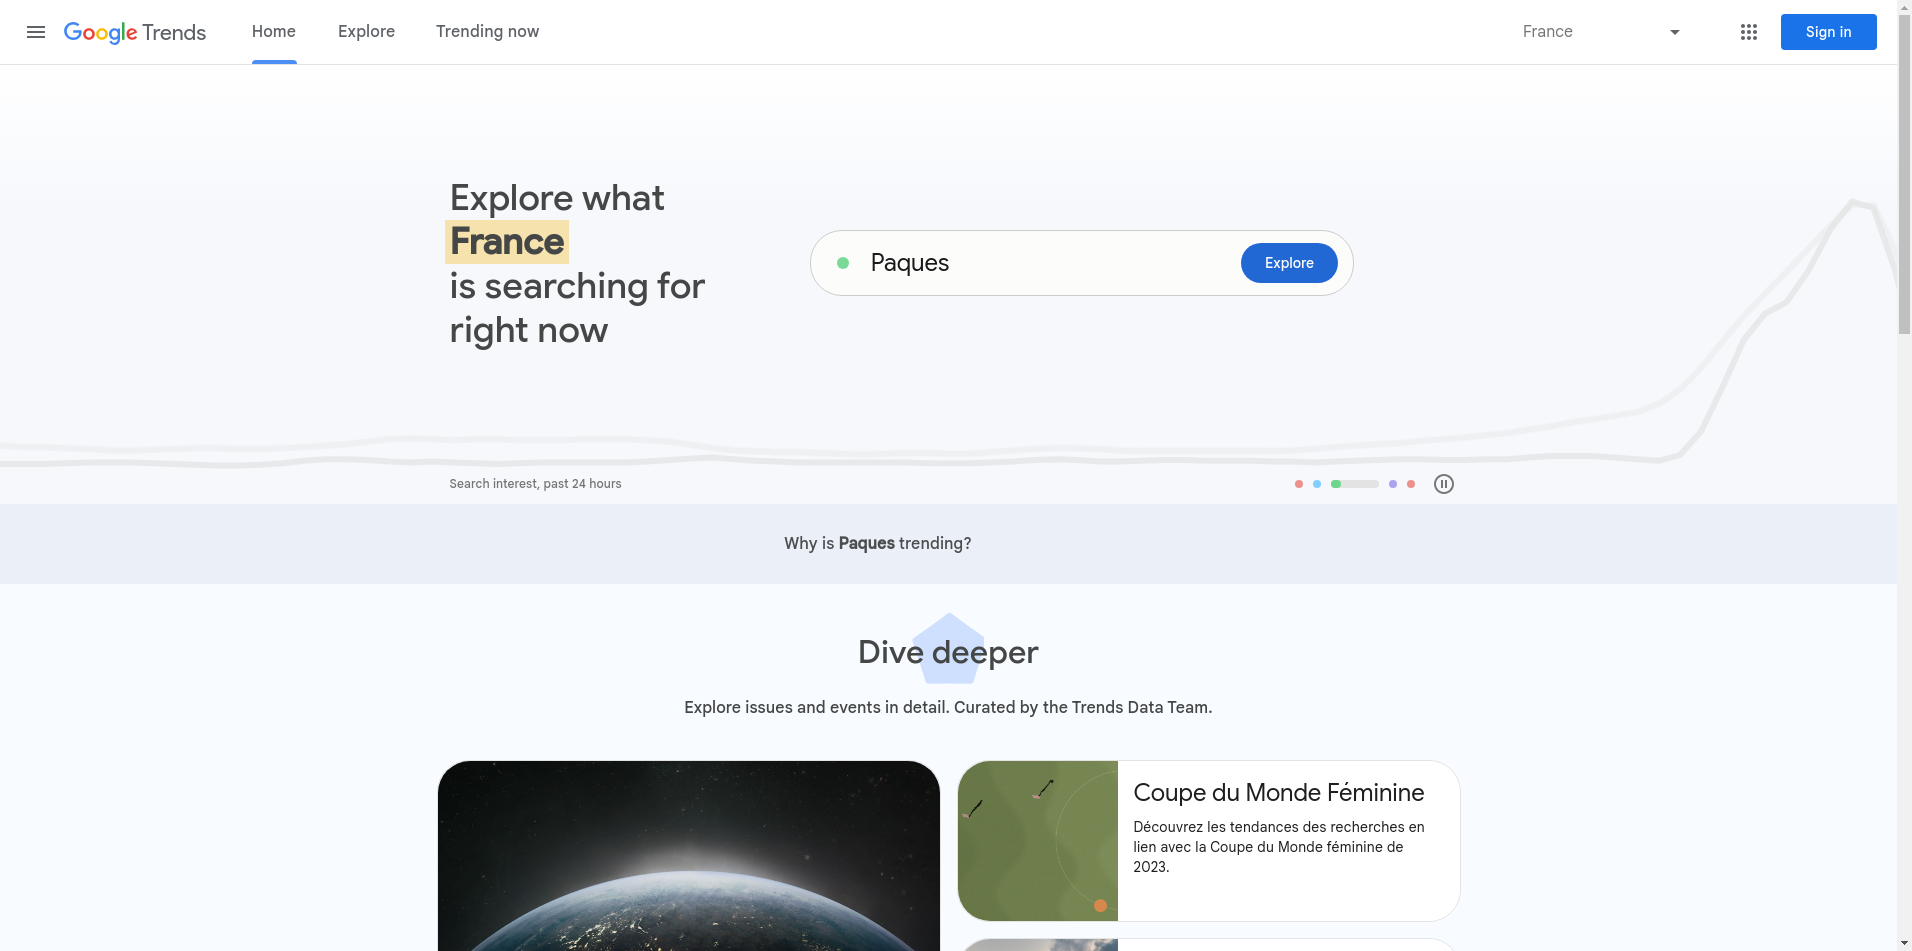 Google Trends
Home
Explore
Trending now
France
Sign in
Explore what
France
is searching for
right now
Paques
Explore
Search interest, past 24 hours
Why is Paques trending?
Dive deeper
Explore issues and events in detail. Curated by the Trends Data Team.
Coupe du Monde Féminine
Découvrez les tendances des recherches en
lien avec la Coupe du Monde féminine de
2023.